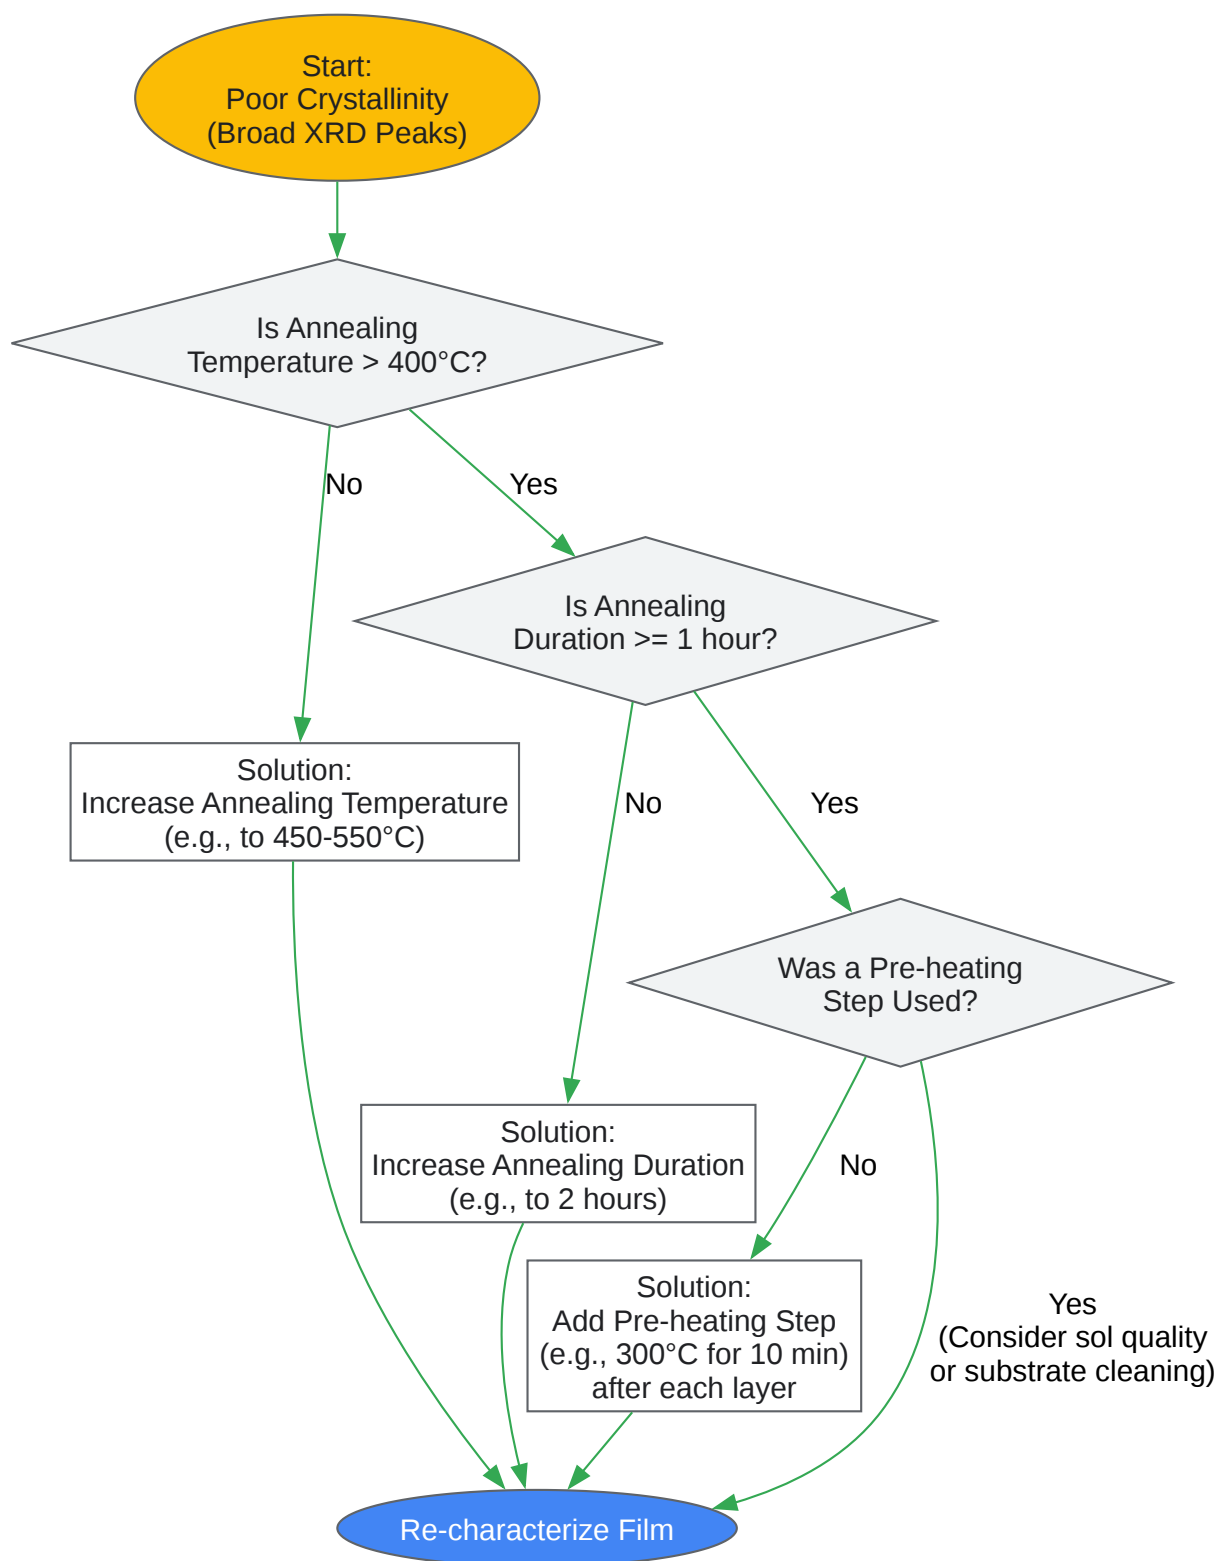 Start:
Poor Crystallinity
(Broad XRD Peaks)
Is Annealing
Temperature > 400°C?
No
Yes
Is Annealing
Duration >= 1 hour?
Solution:
Increase Annealing Temperature
(e.g., to 450-550°C)
No
Yes
Was a Pre-heating
Step Used?
Solution:
Increase Annealing Duration
(e.g., to 2 hours)
No
Solution:
Add Pre-heating Step
(e.g., 300°C for 10 min)
after each layer
Yes
(Consider sol quality
or substrate cleaning)
Re-characterize Film